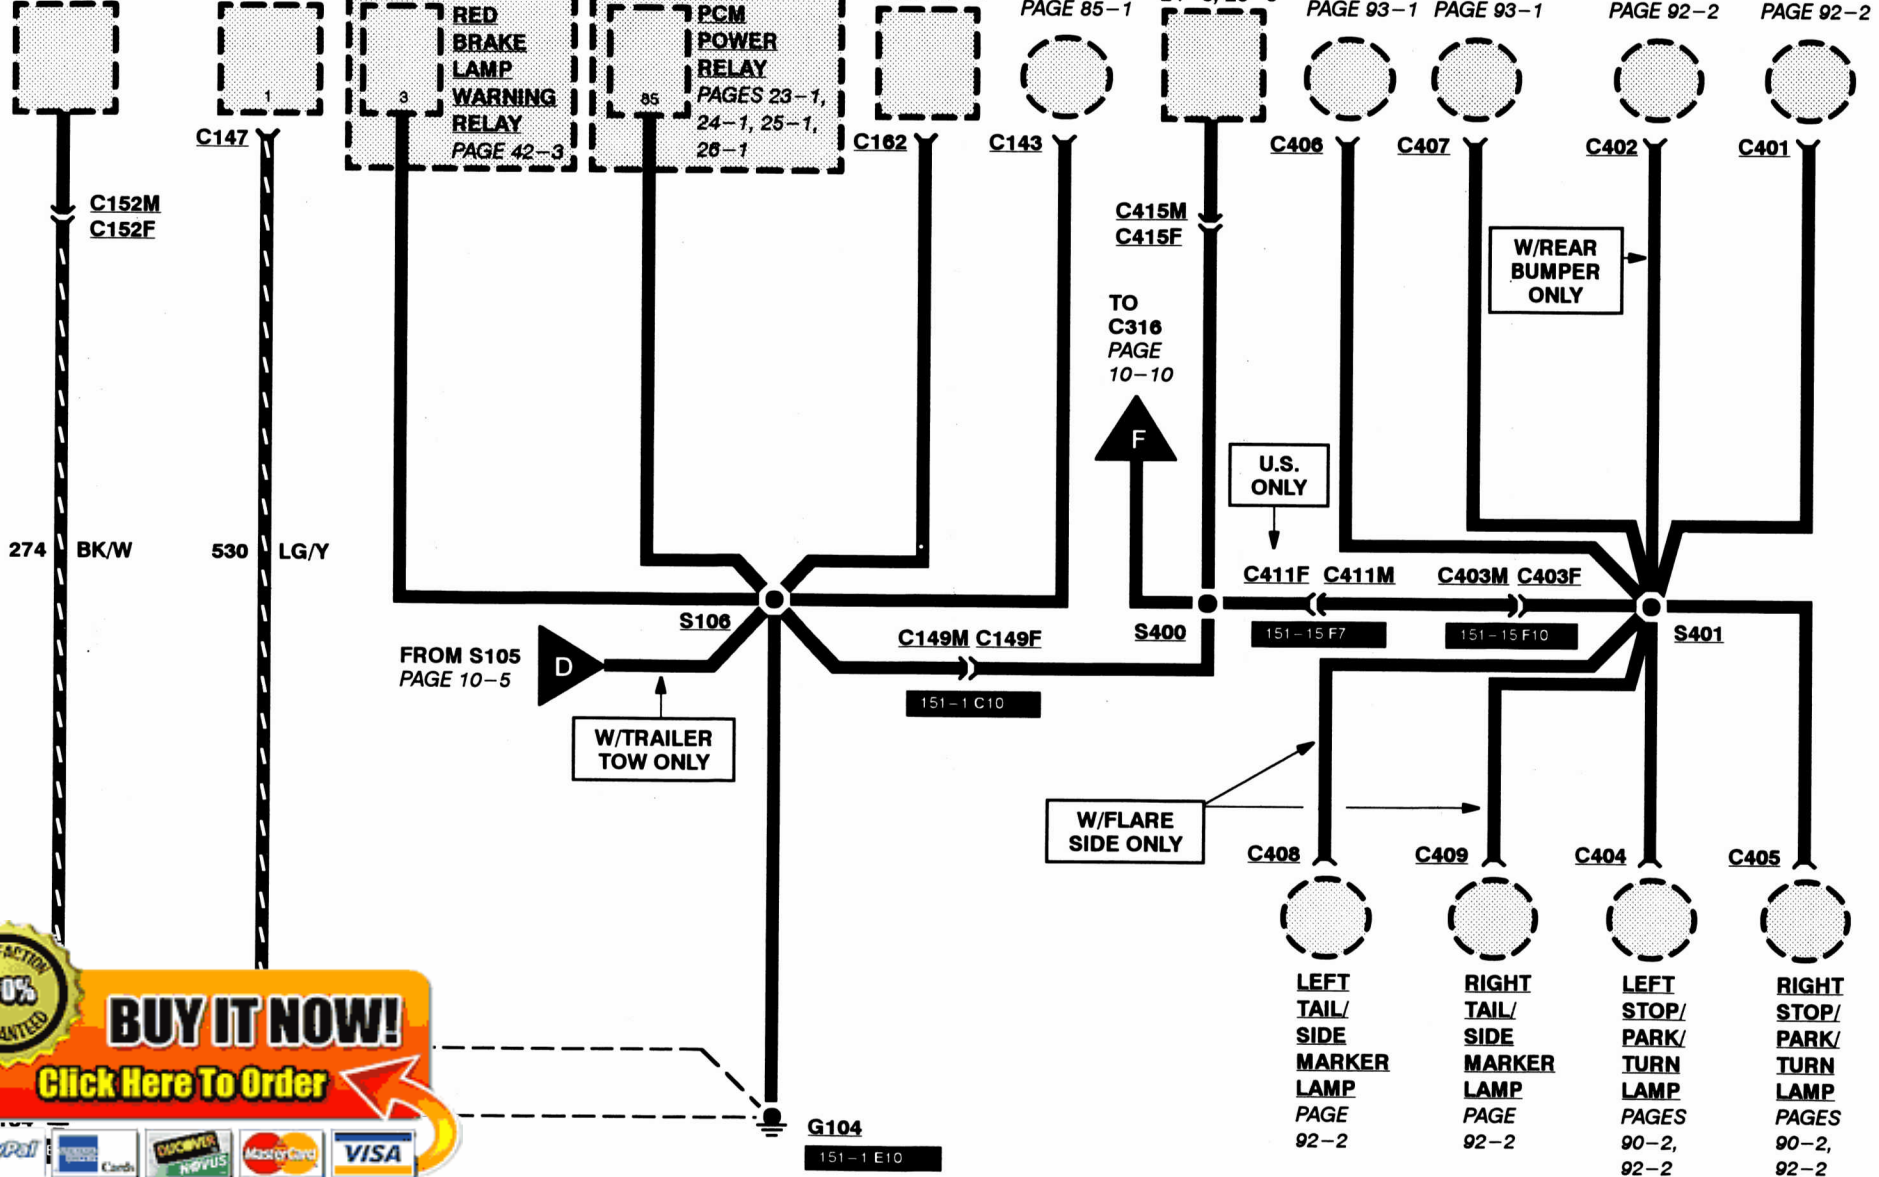 RED
BRAKE
LAMP
WARNING
RELAY
PAGE 42-3
3
PCM
POWER
RELAY
PAGES 23-1,
24-1, 25-1,
26-1
85
PAGE 85-1
PAGE 93-1
PAGE 93-1
PAGE 92-2
PAGE 92-2
1
C147
C162
C143
C406
C407
C402
C401
C152M
C152F
C415M
C415F
W/REAR
BUMPER
ONLY
TO
C316
PAGE
10-10
F
U.S.
ONLY
274
BK/W
530
LG/Y
C411F
C411M
C403M
C403F
S106
S400
151-15 F7
151-15 F10
S401
FROM S105
PAGE 10-5
D
C149M C149F
151-1 C10
W/TRAILER
TOW ONLY
W/FLARE
SIDE ONLY
C408
C409
C404
C405
LEFT
TAIL/
SIDE
MARKER
LAMP
PAGE
92-2
RIGHT
TAIL/
SIDE
MARKER
LAMP
PAGE
92-2
LEFT
STOP/
PARK/
TURN
LAMP
PAGES
90-2,
92-2
RIGHT
STOP/
PARK/
TURN
LAMP
PAGES
90-2,
92-2
BUY IT NOW!
Click Here To Order
G104
151-1 E10
Cards
DISCOVER
NOVUS
MasterCard
VISA